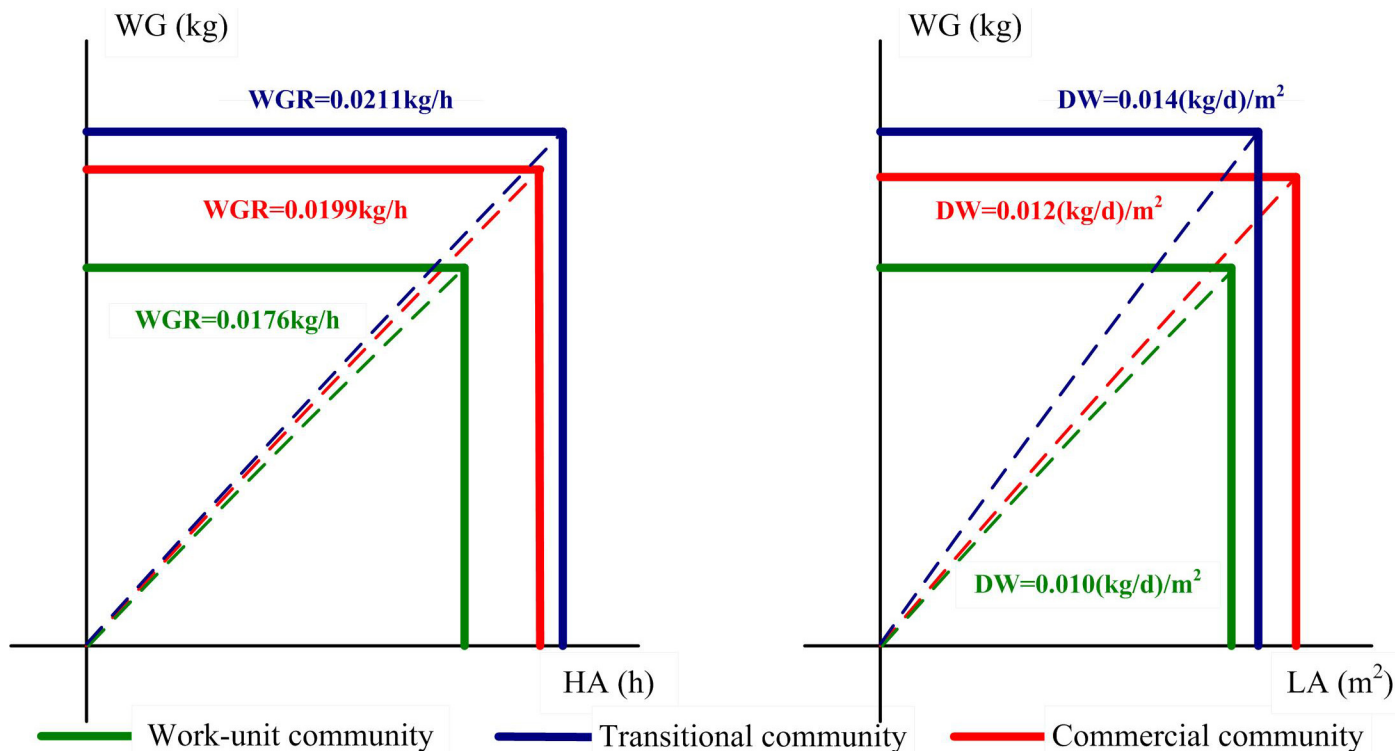 WG (kg)
WGR=0.0211kg/h
WGR=0.0199kg/h
WGR=0.0176kg/h
HA (h)
WG (kg)
DW=0.014(kg/d)/m²
DW=0.012(kg/d)/m²
DW=0.010(kg/d)/m²
LA (m²)
Work-unit community
Transitional community
Commercial community